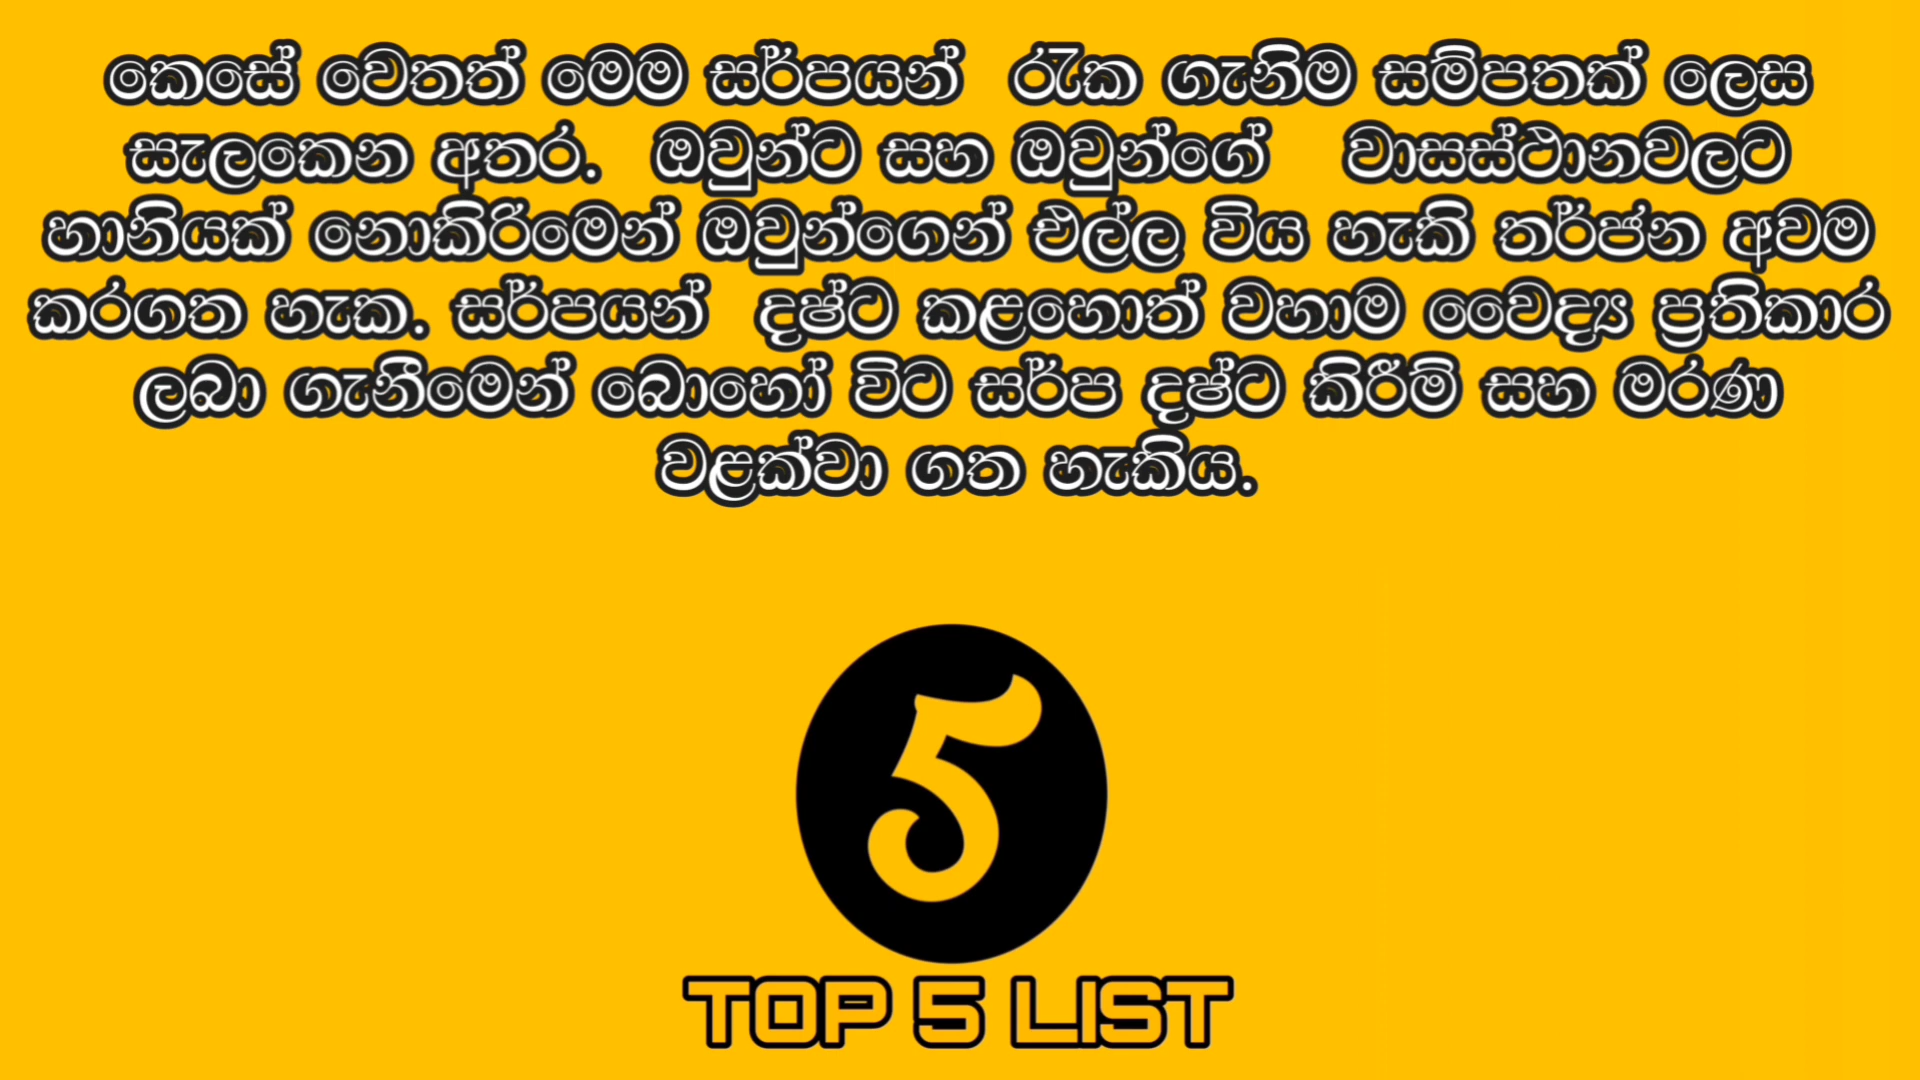 කෙසේ වෙතත් මෙම සර්පයන් රැක ගැනිම සම්පතක් ලෙස
සැලකෙන අතර. ඔවුන්ට සහ ඔවුන්ගේ වාසස්ථානවලට
හානියක් නොකිරිමෙන් ඔවුන්ගෙන් එල්ල විය හැකි තර්ජන අවම
කරගත හැක. සර්පයන් දෂ්ට කළහොත් වහාම වෛද්‍ය ප්‍රතිකාර
ලබා ගැනීමෙන් බොහෝ විට සර්ප දෂ්ට කිරීම් සහ මරණ
වළක්වා ගත හැකිය.
5
TOP 5 LIST